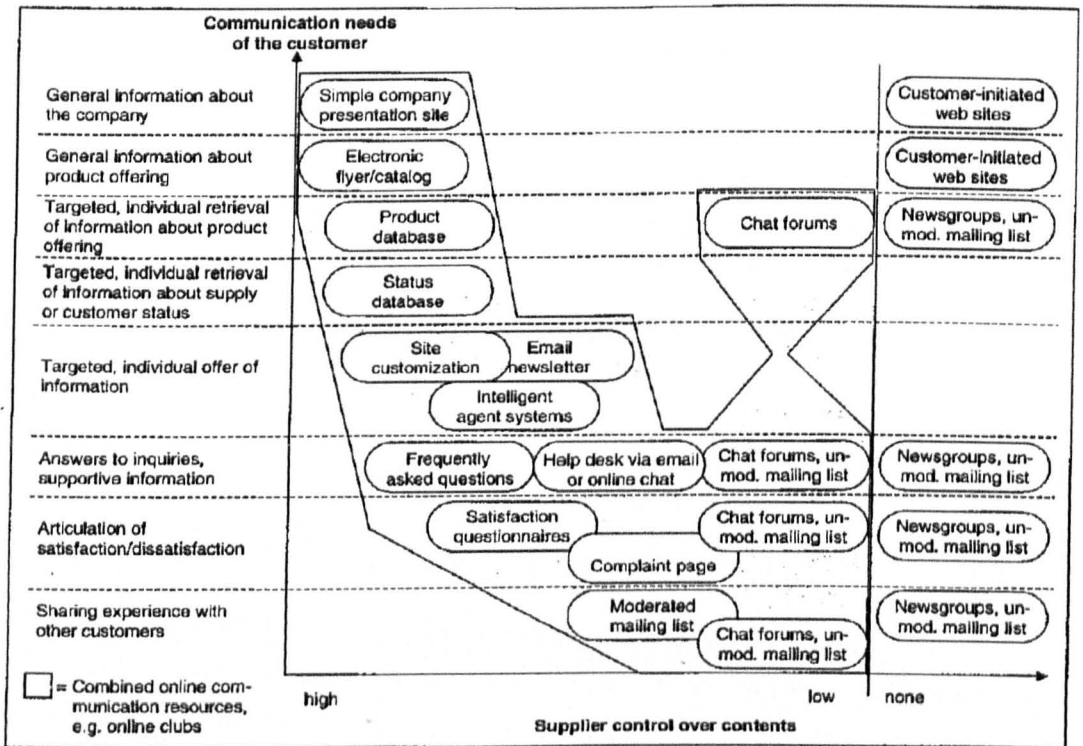 Communication needs
of the customer
General information about
the company
Simple company
presentation site
Customer-initiated
web sites
General information about
product offering
Electronic
flyer/catalog
Customer-initiated
web sites
Targeted, individual retrieval
of information about product
offering
Product
database
Chat forums
Newsgroups, un-
mod. mailing list
Targeted, individual retrieval
of information about supply
or customer status
Status
database
Targeted, individual offer of
information
Site
customization
Email
newsletter
Intelligent
agent systems
Answers to inquiries,
supportive information
Frequently
asked questions
Help desk via email
or online chat
Chat forums, un-
mod. mailing list
Newsgroups, un-
mod. mailing list
Articulation of
satisfaction/dissatisfaction
Satisfaction
questionnaires
Complaint page
Chat forums, un-
mod. mailing list
Newsgroups, un-
mod. mailing list
Sharing experience with
other customers
Moderated
mailing list
Chat forums, un-
mod. mailing list
Newsgroups, un-
mod. mailing list
= Combined online com-
munication resources,
e.g. online clubs
high
low
none
Supplier control over contents